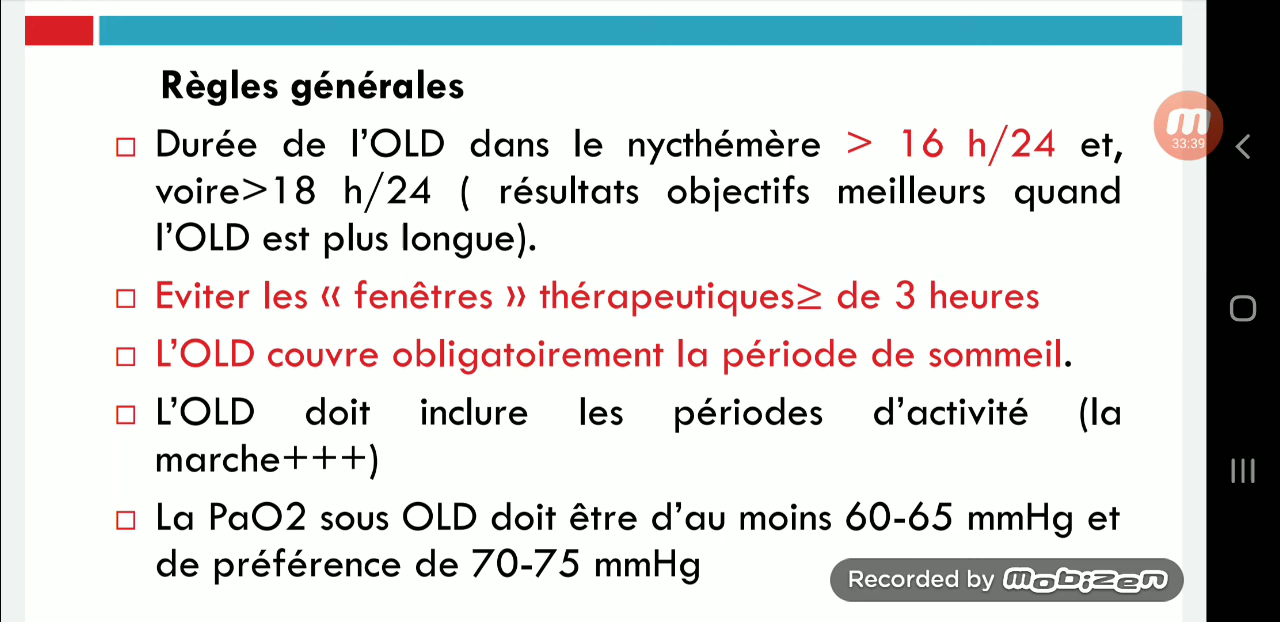 Règles générales
Durée de l'OLD dans le nycthémère > 16 h/24 et,
voire>18 h/24 ( résultats objectifs meilleurs quand
l'OLD est plus longue).
Eviter les « fenêtres » thérapeutiques≥ de 3 heures
L'OLD couvre obligatoirement la période de sommeil.
L'OLD doit inclure les périodes d'activité (la
marche+++)
La PaO2 sous OLD doit être d'au moins 60-65 mmHg et
de préférence de 70-75 mmHg
33:39
Recorded by mobizen